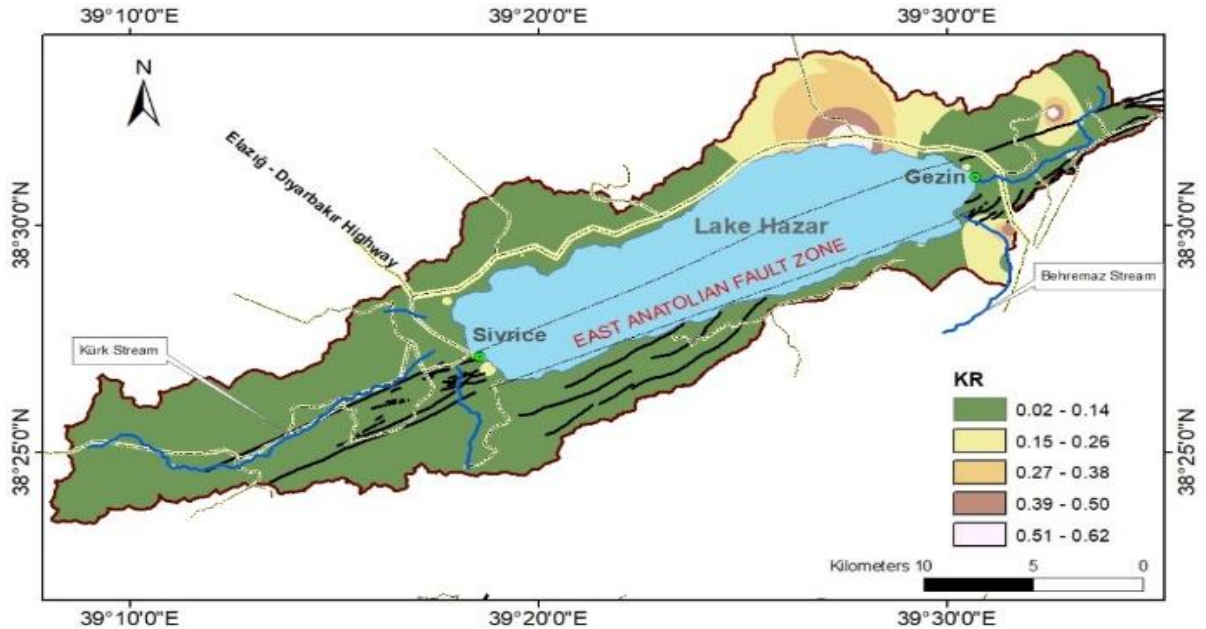 39°10'0"E 39°20'0"E 39°30'0"E
N
Elazığ - Dıyarbakır Highway
38°30'0"N
Gezin
Lake Hazar
38°30'0"N
EAST ANATOLIAN FAULT ZONE
Behremaz Stream
Sivrice
Kürk Stream
KR
0.02 - 0.14
0.15 - 0.26
0.27 - 0.38
0.39 - 0.50
0.51 - 0.62
38°25'0"N
38°25'0"N
Kilometers 10 5 0
39°10'0"E 39°20'0"E 39°30'0"E